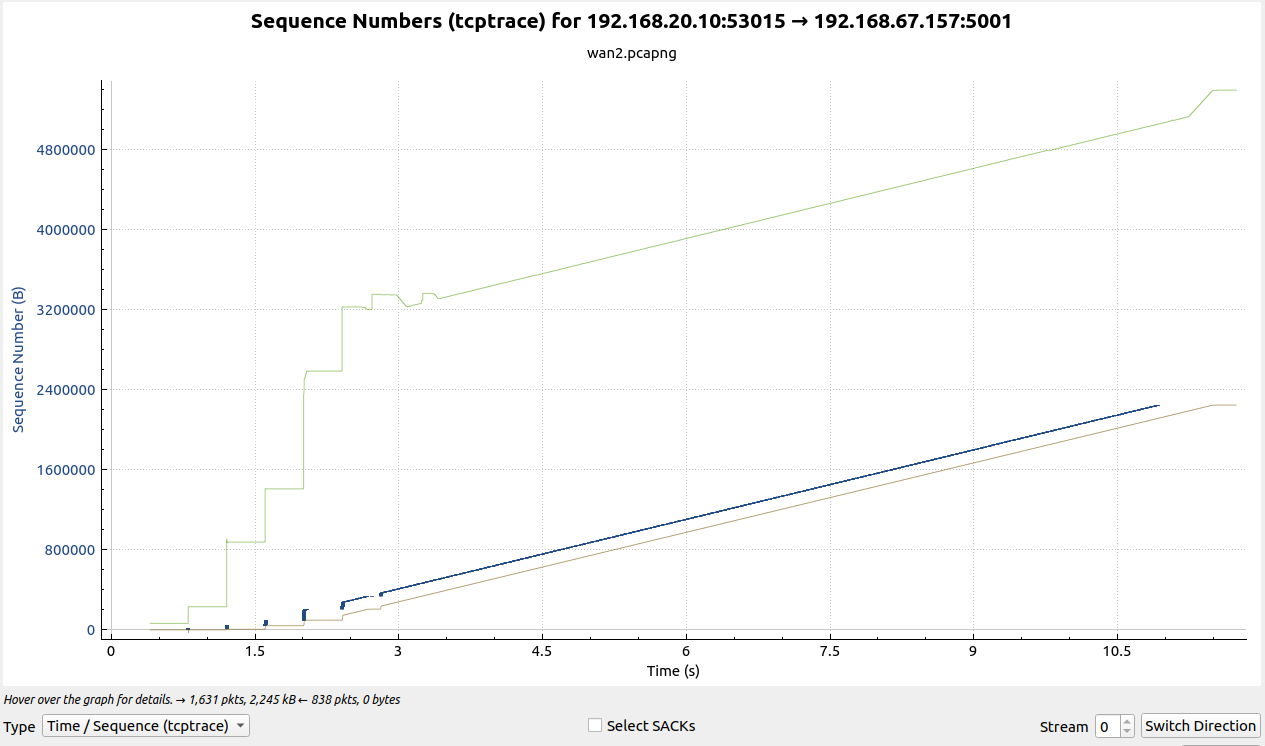 Sequence Numbers (tcptrace) for 192.168.20.10:53015 → 192.168.67.157:5001
wan2.pcapng
Sequence Number (B)
4800000
4000000
3200000
2400000
1600000
800000
0
0 1.5 3 4.5 6 7.5 9 10.5
Time (s)
Hover over the graph for details. → 1,631 pkts, 2,245 kB ← 838 pkts, 0 bytes
Type Time / Sequence (tcptrace) Select SACKs Stream 0 Switch Direction